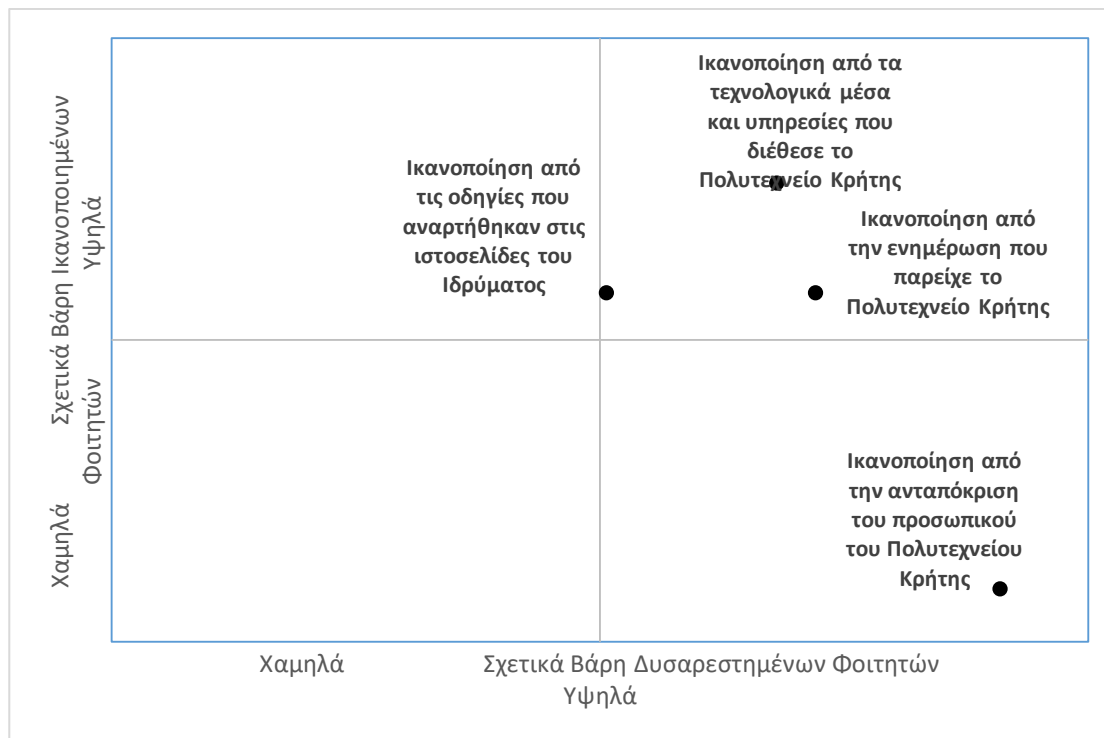 Σχετικά Βάρη Ικανοποιημένων
Φοιτητών
Υψηλά
Χαμηλά
Ικανοποίηση από τα
τεχνολογικά μέσα
και υπηρεσίες που
διέθεσε το
Πολυτεχνείο Κρήτης
Ικανοποίηση από
τις οδηγίες που
αναρτήθηκαν στις
ιστοσελίδες του
Ιδρύματος
Ικανοποίηση από
την ενημέρωση που
παρείχε το
Πολυτεχνείο Κρήτης
Ικανοποίηση από
την ανταπόκριση
του προσωπικού
του Πολυτεχνείου
Κρήτης
Χαμηλά Σχετικά Βάρη Δυσαρεστημένων Φοιτητών
Υψηλά